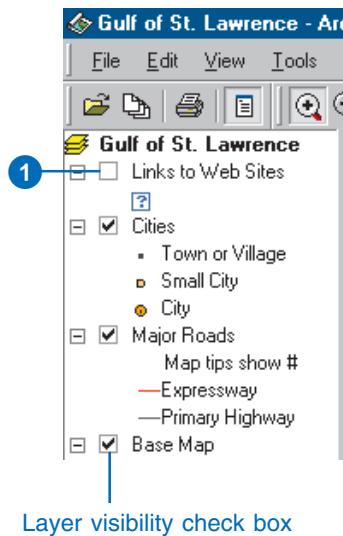 Gulf of St. Lawrence - Ar
File Edit View Tools
Gulf of St. Lawrence
1
Links to Web Sites
?
Cities
Town or Village
Small City
City
Major Roads
Map tips show #
Expressway
Primary Highway
Base Map
Layer visibility check box